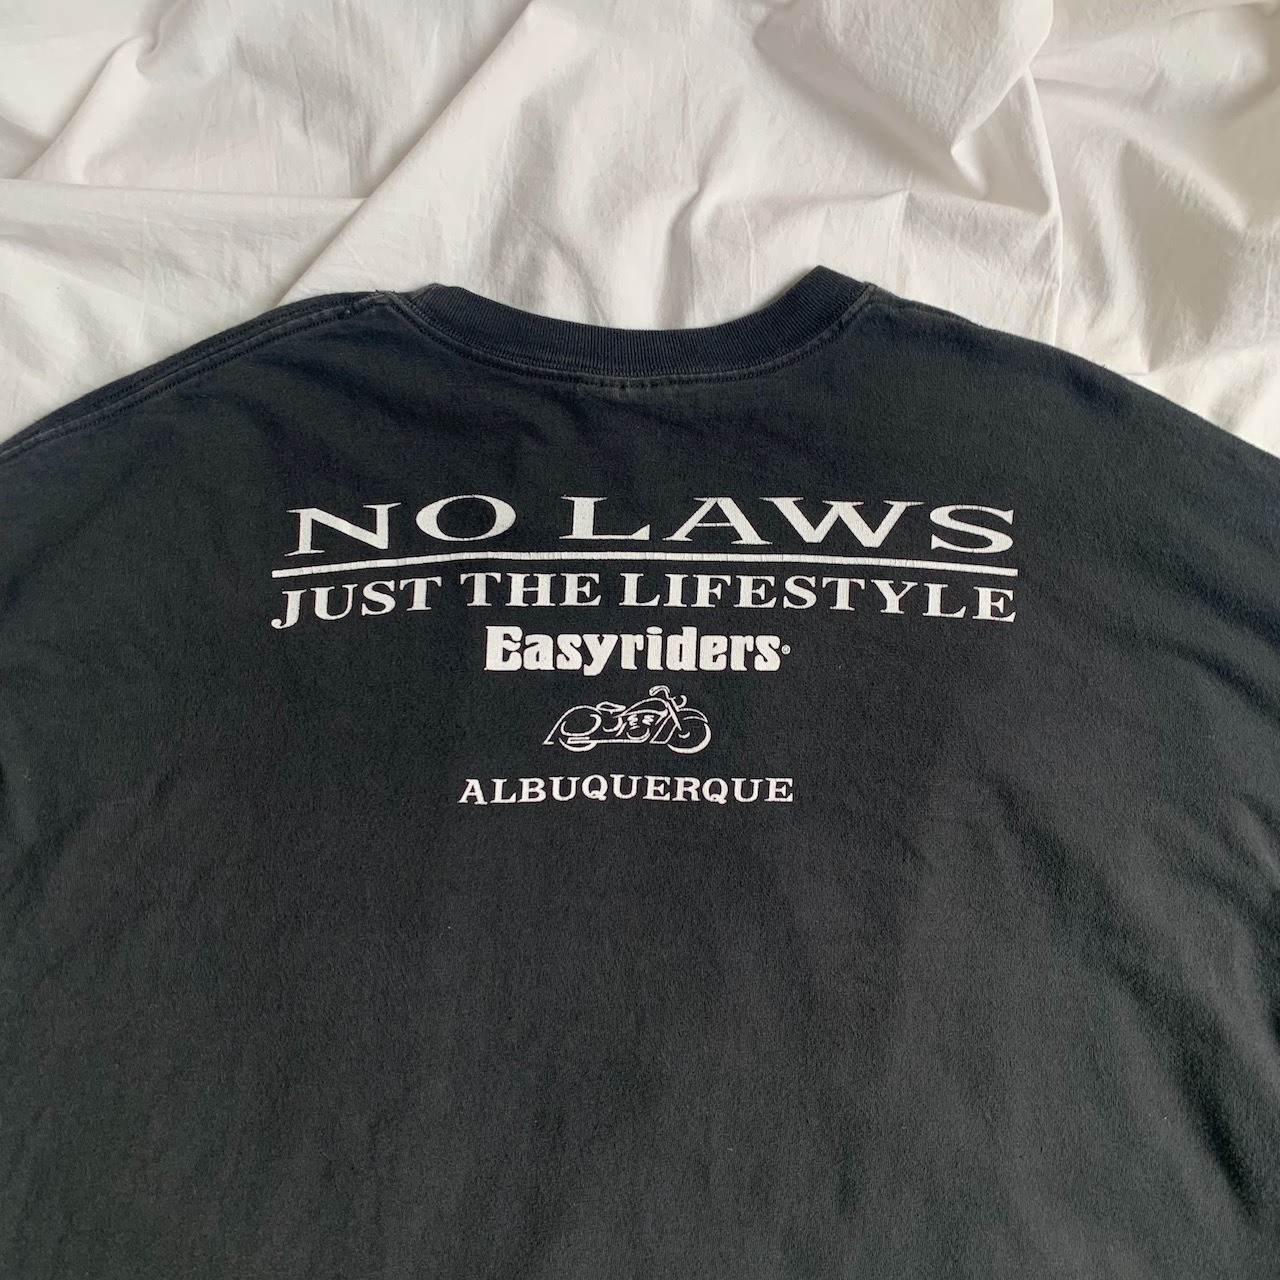 NO LAWS
JUST THE LIFESTYLE
Easyriders®
ALBUQUERQUE